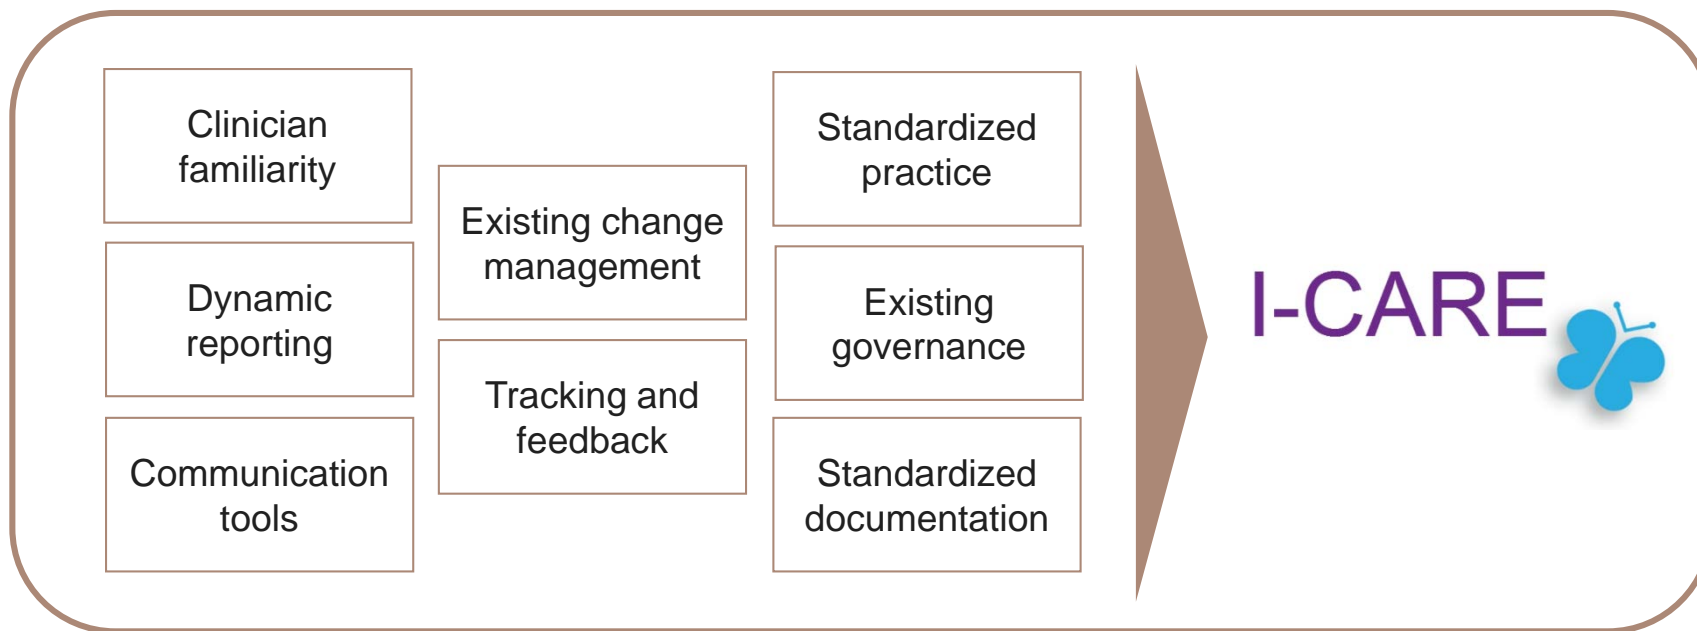 Clinician
familiarity
Dynamic
reporting
Communication
tools
Existing change
management
Tracking and
feedback
Standardized
practice
Existing
governance
Standardized
documentation
I-CARE